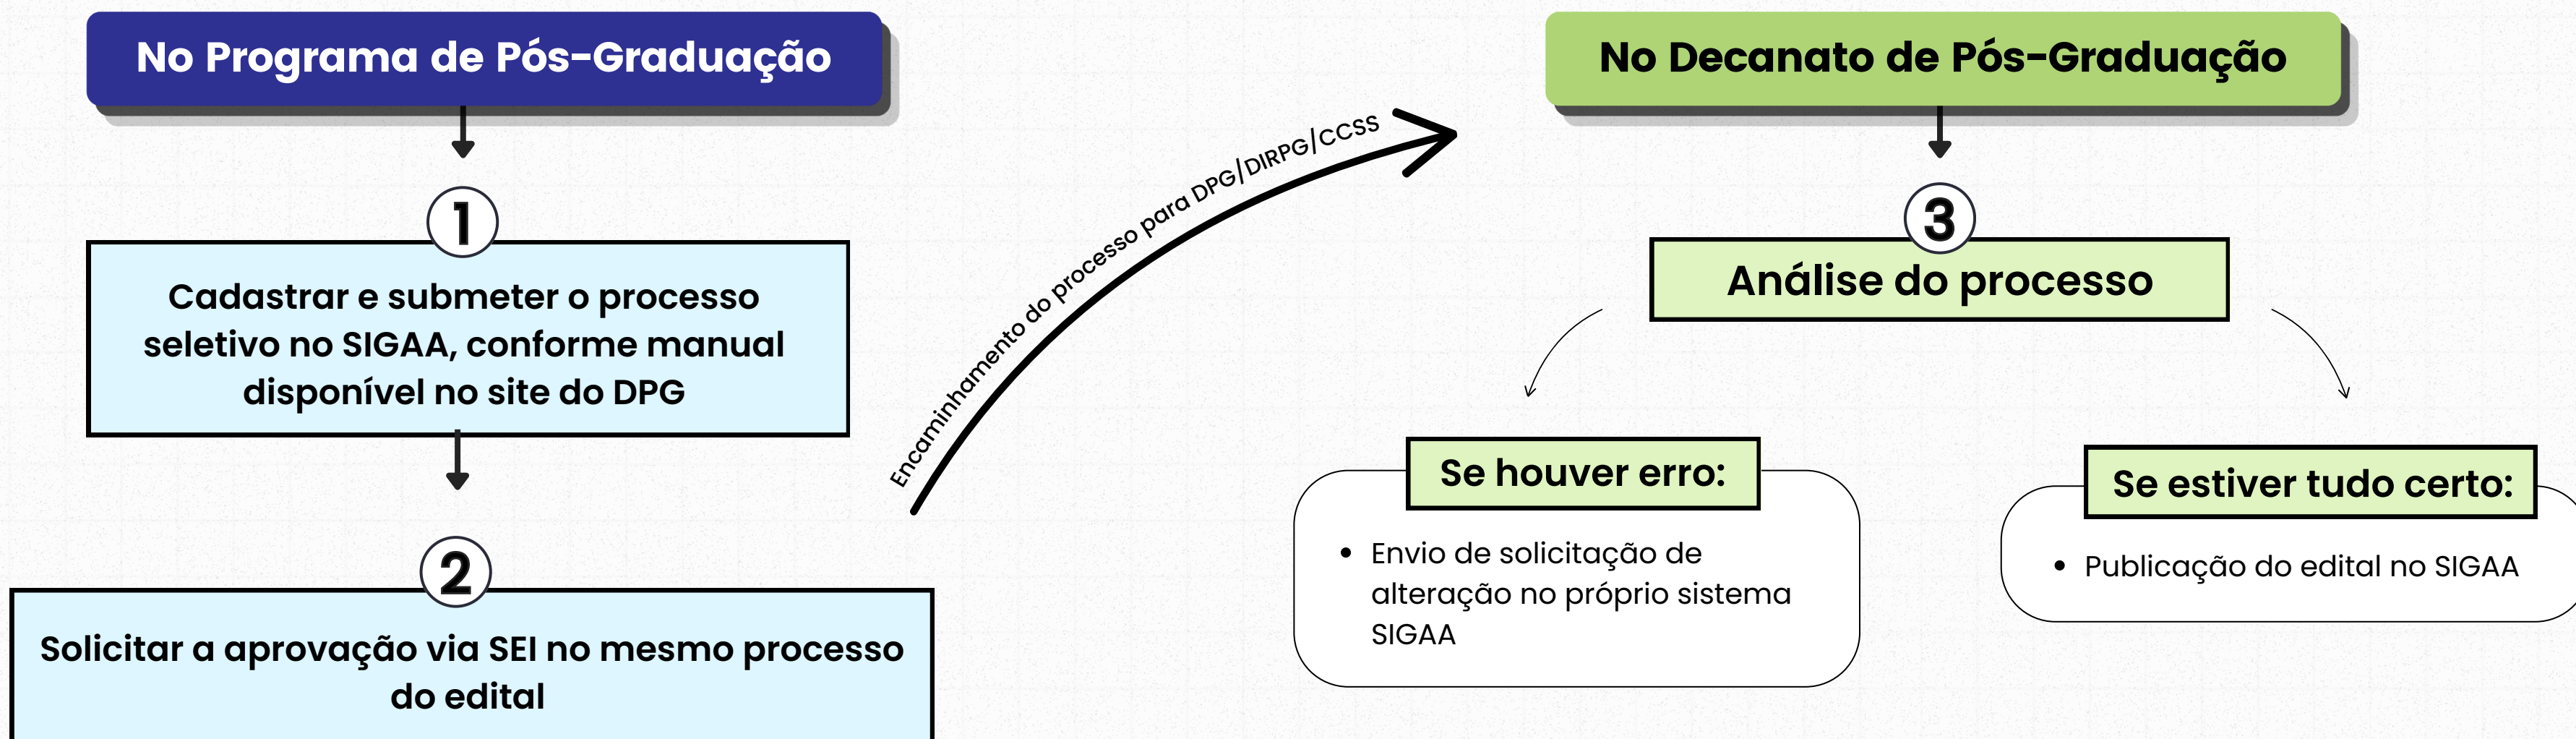 No Programa de Pós-Graduação
1
Cadastrar e submeter o processo
seletivo no SIGAA, conforme manual
disponível no site do DPG
2
Solicitar a aprovação via SEI no mesmo processo
do edital
Encaminhamento do processo para DPG/DIRPG/CCSS
No Decanato de Pós-Graduação
3
Análise do processo
Se houver erro:
• Envio de solicitação de
alteração no próprio sistema
SIGAA
Se estiver tudo certo:
• Publicação do edital no SIGAA